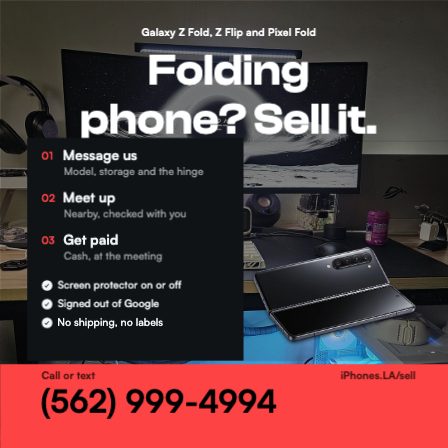 Galaxy Z Fold, Z Flip and Pixel Fold
Folding
phone? Sell it.
01 Message us
Model, storage and the hinge
02 Meet up
Nearby, checked with you
03 Get paid
Cash, at the meeting
Screen protector on or off
Signed out of Google
No shipping, no labels
Call or text
iPhones.LA/sell
(562) 999-4994